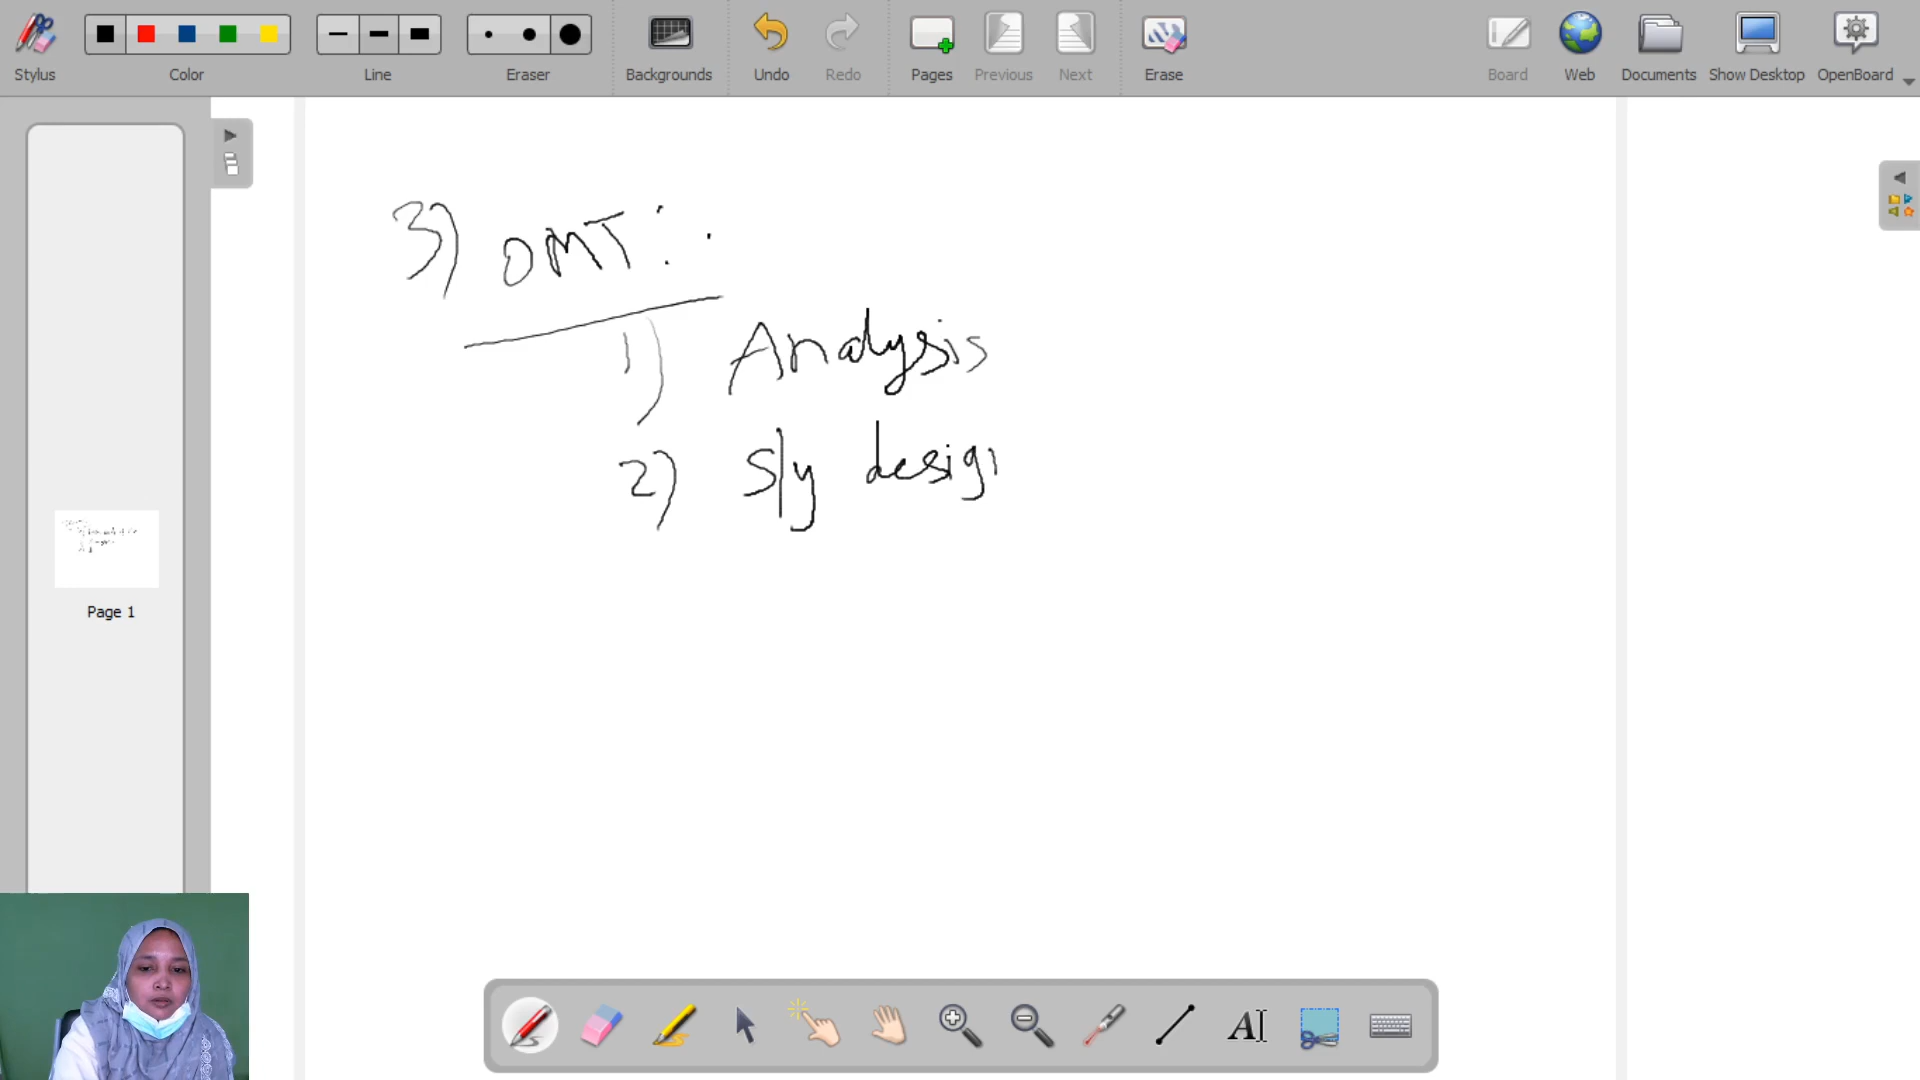 Stylus
Color
Line
Eraser
Backgrounds
Undo
Redo
Pages
Previous
Next
Erase
Board
Web
Documents
Show Desktop
OpenBoard
3) OMT:
1) Analysis
2) S/y design
Page 1